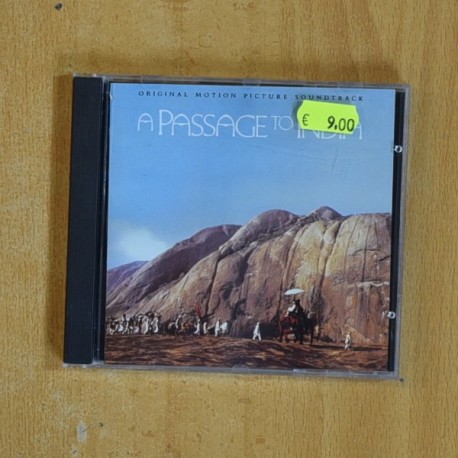 ORIGINAL MOTION PICTURE SOUNDTRACK
A PASSAGE TO INDIA
€ 9,00